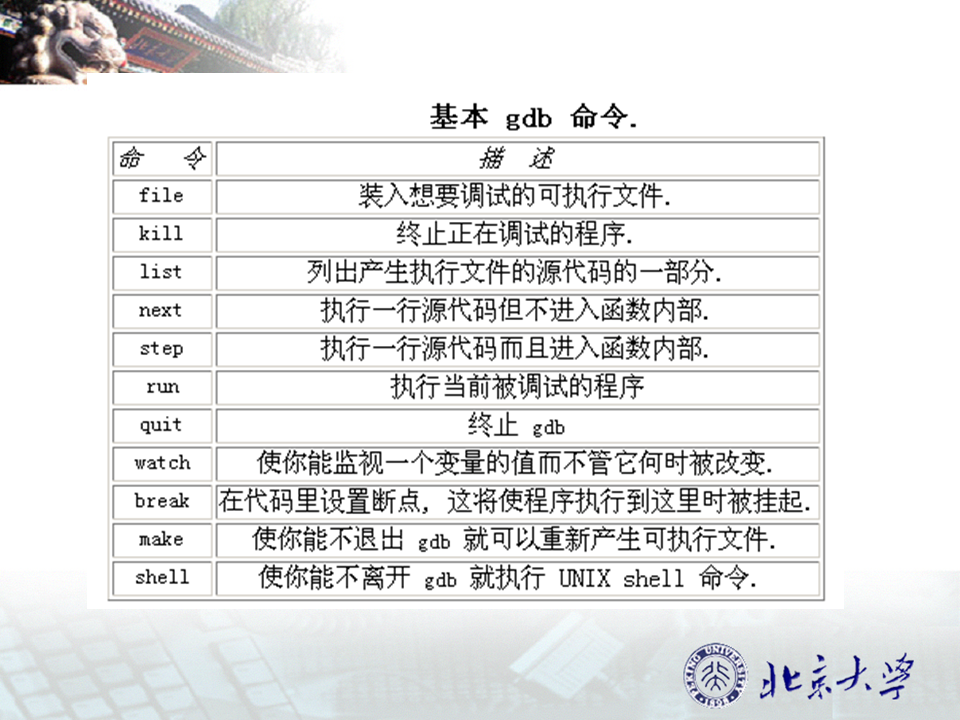 基本 gdb 命令.
命 令 描 述
file 装入想要调试的可执行文件.
kill 终止正在调试的程序.
list 列出产生执行文件的源代码的一部分.
next 执行一行源代码但不进入函数内部.
step 执行一行源代码而且进入函数内部.
run 执行当前被调试的程序
quit 终止 gdb
watch 使你能监视一个变量的值而不管它何时被改变.
break 在代码里设置断点, 这将使程序执行到这里时被挂起.
make 使你能不退出 gdb 就可以重新产生可执行文件.
shell 使你能不离开 gdb 就执行 UNIX shell 命令.
PEKING UNIVERSITY
1898
北京大学